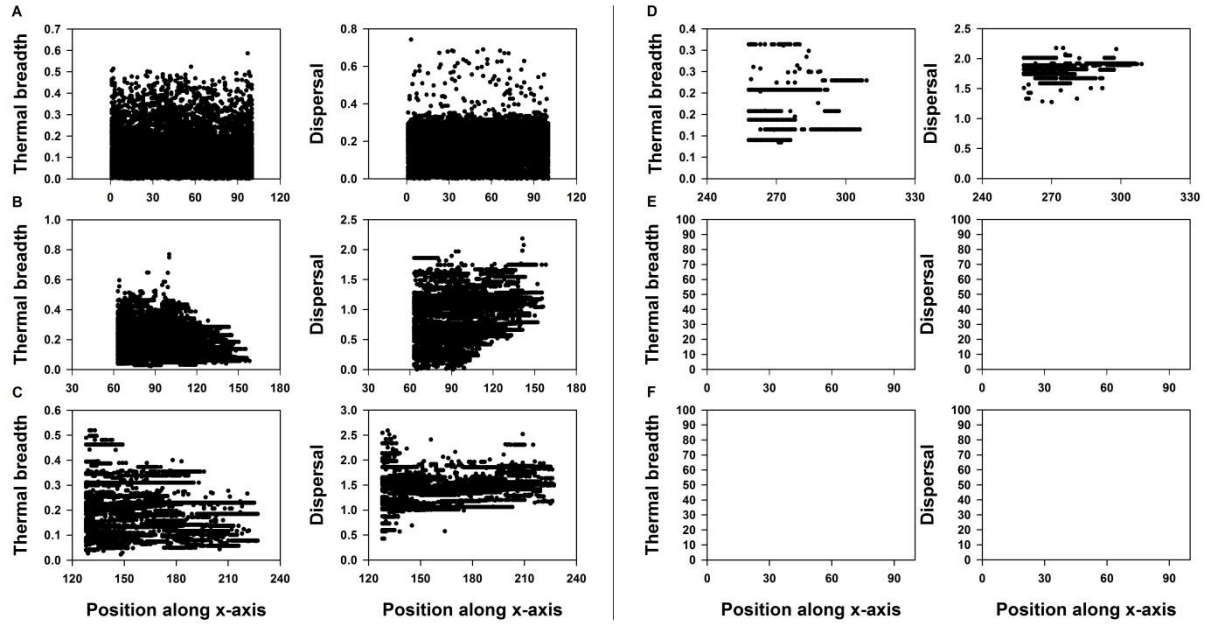 A
Thermal breadth
0.7
0.6
0.5
0.4
0.3
0.2
0.1
0.0
0 30 60 90 120
Dispersal
0.8
0.6
0.4
0.2
0.0
0 30 60 90 120
B
Thermal breadth
1.0
0.8
0.6
0.4
0.2
0.0
30 60 90 120 150 180
Dispersal
2.5
2.0
1.5
1.0
0.5
0.0
30 60 90 120 150 180
C
Thermal breadth
0.6
0.5
0.4
0.3
0.2
0.1
0.0
120 150 180 210 240
Position along x-axis
Dispersal
3.0
2.5
2.0
1.5
1.0
0.5
0.0
120 150 180 210 240
Position along x-axis
D
Thermal breadth
0.4
0.3
0.3
0.2
0.2
0.1
0.1
0.0
240 270 300 330
Dispersal
2.5
2.0
1.5
1.0
0.5
0.0
240 270 300 330
E
Thermal breadth
100
90
80
70
60
50
40
30
20
10
0
0 30 60 90
Dispersal
100
90
80
70
60
50
40
30
20
10
0
0 30 60 90
F
Thermal breadth
100
90
80
70
60
50
40
30
20
10
0
0 30 60 90
Position along x-axis
Dispersal
100
90
80
70
60
50
40
30
20
10
0
0 30 60 90
Position along x-axis